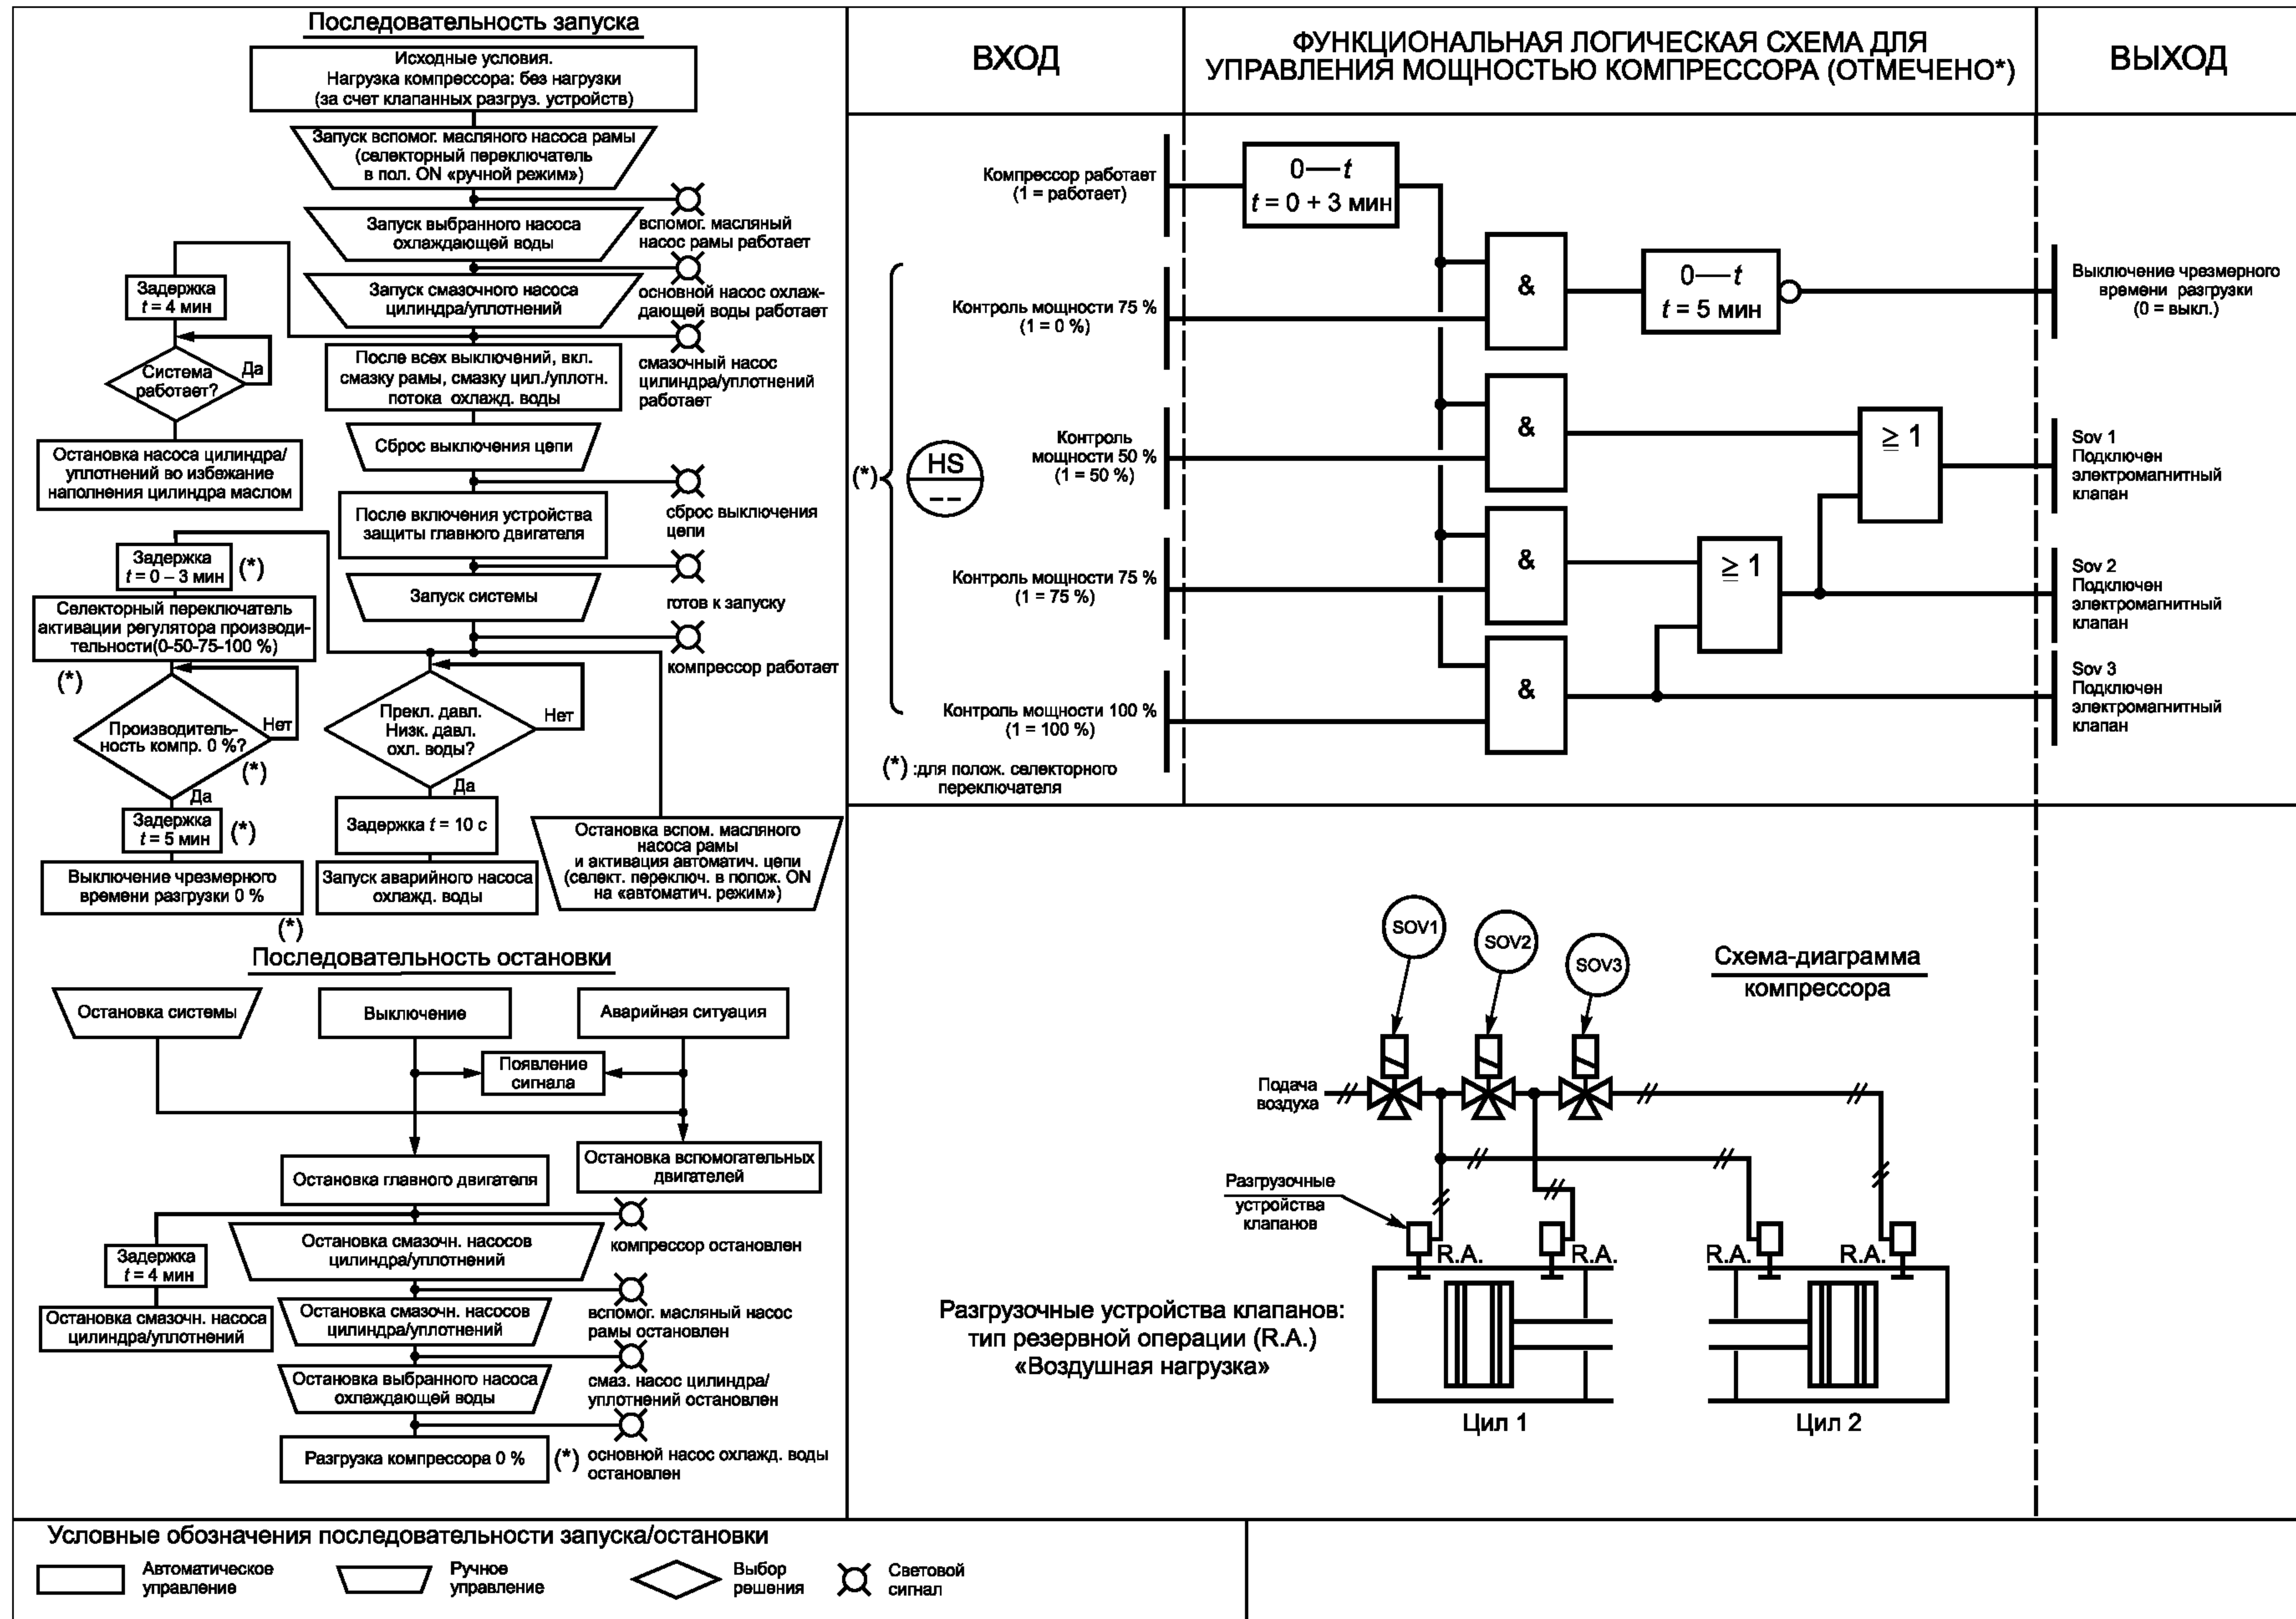 Последовательность запуска
Исходные условия.
Нагрузка компрессора: без нагрузки
(за счет клапанных разгруз. устройств)
Запуск вспомог. масляного насоса рамы
(селекторный переключатель
в пол. ON «ручной режим»)
вспомог. масляный
насос рамы работает
Запуск выбранного насоса
охлаждающей воды
основной насос охлаж-
дающей воды работает
Запуск смазочного насоса
цилиндра/уплотнений
смазочный насос
цилиндра/уплотнений
работает
Задержка
t = 4 мин
Система
работает?
Да
Остановка насоса цилиндра/
уплотнений во избежание
наполнения цилиндра маслом
После всех выключений, вкл.
смазку рамы, смазку цил./уплотн.
потока охлажд. воды
Сброс выключения цепи
сброс выключения
цепи
После включения устройства
защиты главного двигателя
готов к запуску
Запуск системы
компрессор работает
Задержка
t = 0 – 3 мин
(*)
Селекторный переключатель
активации регулятора производи-
тельности(0-50-75-100 %)
(*)
Производитель-
ность компр. 0 %?
Нет
(*)
Да
Задержка
t = 5 мин
(*)
Выключение чрезмерного
времени разгрузки 0 %
(*)
Прекл. давл.
Низк. давл.
охл. воды?
Нет
Да
Задержка t = 10 с
Запуск аварийного насоса
охлажд. воды
Остановка вспом. масляного
насоса рамы
и активация автоматич. цепи
(селект. переключ. в полож. ON
на «автоматич. режим»)
Последовательность остановки
Остановка системы
Выключение
Аварийная ситуация
Появление
сигнала
Остановка главного двигателя
Остановка вспомогательных
двигателей
компрессор остановлен
Задержка
t = 4 мин
Остановка смазочн. насоса
цилиндра/уплотнений
Остановка смазочн. насосов
цилиндра/уплотнений
вспомог. масляный насос
рамы остановлен
Остановка смазочн. насосов
цилиндра/уплотнений
смаз. насос цилиндра/
уплотнений остановлен
Остановка выбранного насоса
охлаждающей воды
основной насос охлажд. воды
остановлен
Разгрузка компрессора 0 %
(*)
ВХОД
ФУНКЦИОНАЛЬНАЯ ЛОГИЧЕСКАЯ СХЕМА ДЛЯ
УПРАВЛЕНИЯ МОЩНОСТЬЮ КОМПРЕССОРА (ОТМЕЧЕНО*)
ВЫХОД
Компрессор работает
(1 = работает)
0—t
t = 0 + 3 мин
Контроль мощности 75 %
(1 = 0 %)
&
0—t
t = 5 мин
Выключение чрезмерного
времени разгрузки
(0 = выкл.)
(*)
HS
– –
Контроль
мощности 50 %
(1 = 50 %)
&
≥ 1
Sov 1
Подключен
электромагнитный
клапан
Контроль мощности 75 %
(1 = 75 %)
&
≥ 1
Sov 2
Подключен
электромагнитный
клапан
Контроль мощности 100 %
(1 = 100 %)
&
Sov 3
Подключен
электромагнитный
клапан
(*) :для полож. селекторного
переключателя
SOV1
SOV2
SOV3
Схема-диаграмма
компрессора
Подача
воздуха
Разгрузочные
устройства
клапанов
R.A.
R.A.
R.A.
R.A.
Разгрузочные устройства клапанов:
тип резервной операции (R.A.)
«Воздушная нагрузка»
Цил 1
Цил 2
Условные обозначения последовательности запуска/остановки
Автоматическое
управление
Ручное
управление
Выбор
решения
Световой
сигнал